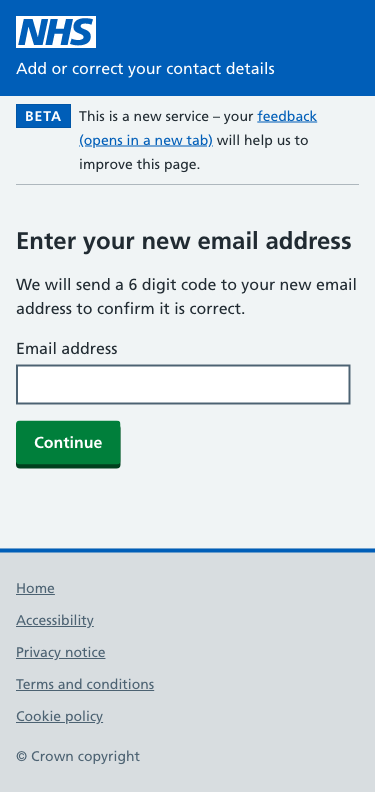 NHS
Add or correct your contact details
BETA This is a new service – your feedback
(opens in a new tab) will help us to
improve this page.
Enter your new email address
We will send a 6 digit code to your new email
address to confirm it is correct.
Email address
Continue
Home
Accessibility
Privacy notice
Terms and conditions
Cookie policy
© Crown copyright